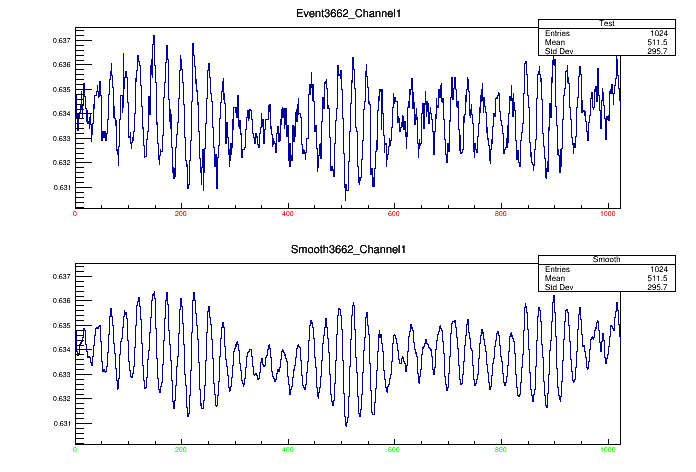 Event3662_Channel1
Test
Entries 1024
Mean 511.5
Std Dev 295.7
0.637
0.636
0.635
0.634
0.633
0.632
0.631
0 200 400 600 800 1000
Smooth3662_Channel1
Smooth
Entries 1024
Mean 511.5
Std Dev 295.7
0.637
0.636
0.635
0.634
0.633
0.632
0.631
0 200 400 600 800 1000